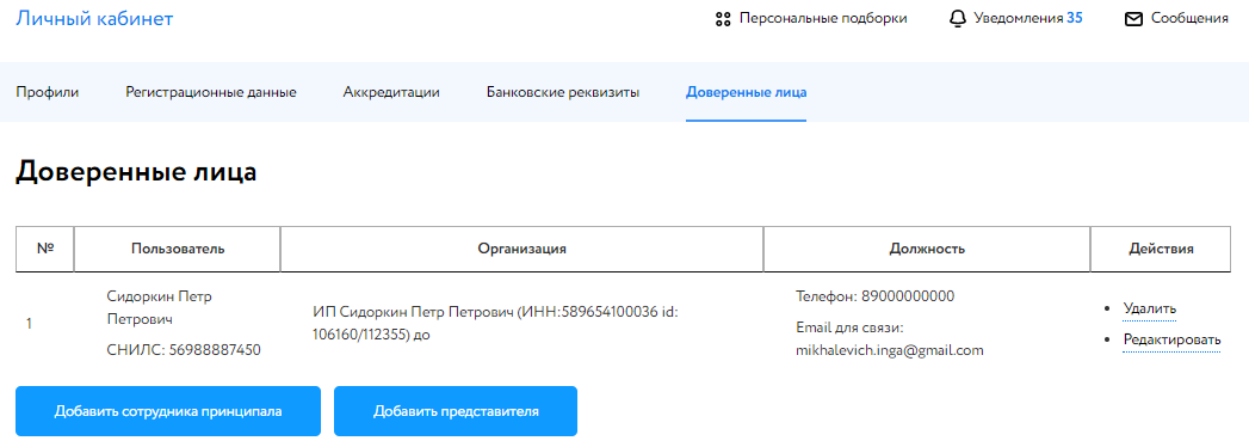 Личный кабинет
Персональные подборки
Уведомления 35
Сообщения
Профили
Регистрационные данные
Аккредитации
Банковские реквизиты
Доверенные лица
Доверенные лица
№
Пользователь
Организация
Должность
Действия
1
Сидоркин Петр
Петрович
СНИЛС: 56988887450
ИП Сидоркин Петр Петрович (ИНН:589654100036 id:
106160/112355) до
Телефон: 89000000000
Email для связи:
mikhalevich.inga@gmail.com
Удалить
Редактировать
Добавить сотрудника принципала
Добавить представителя